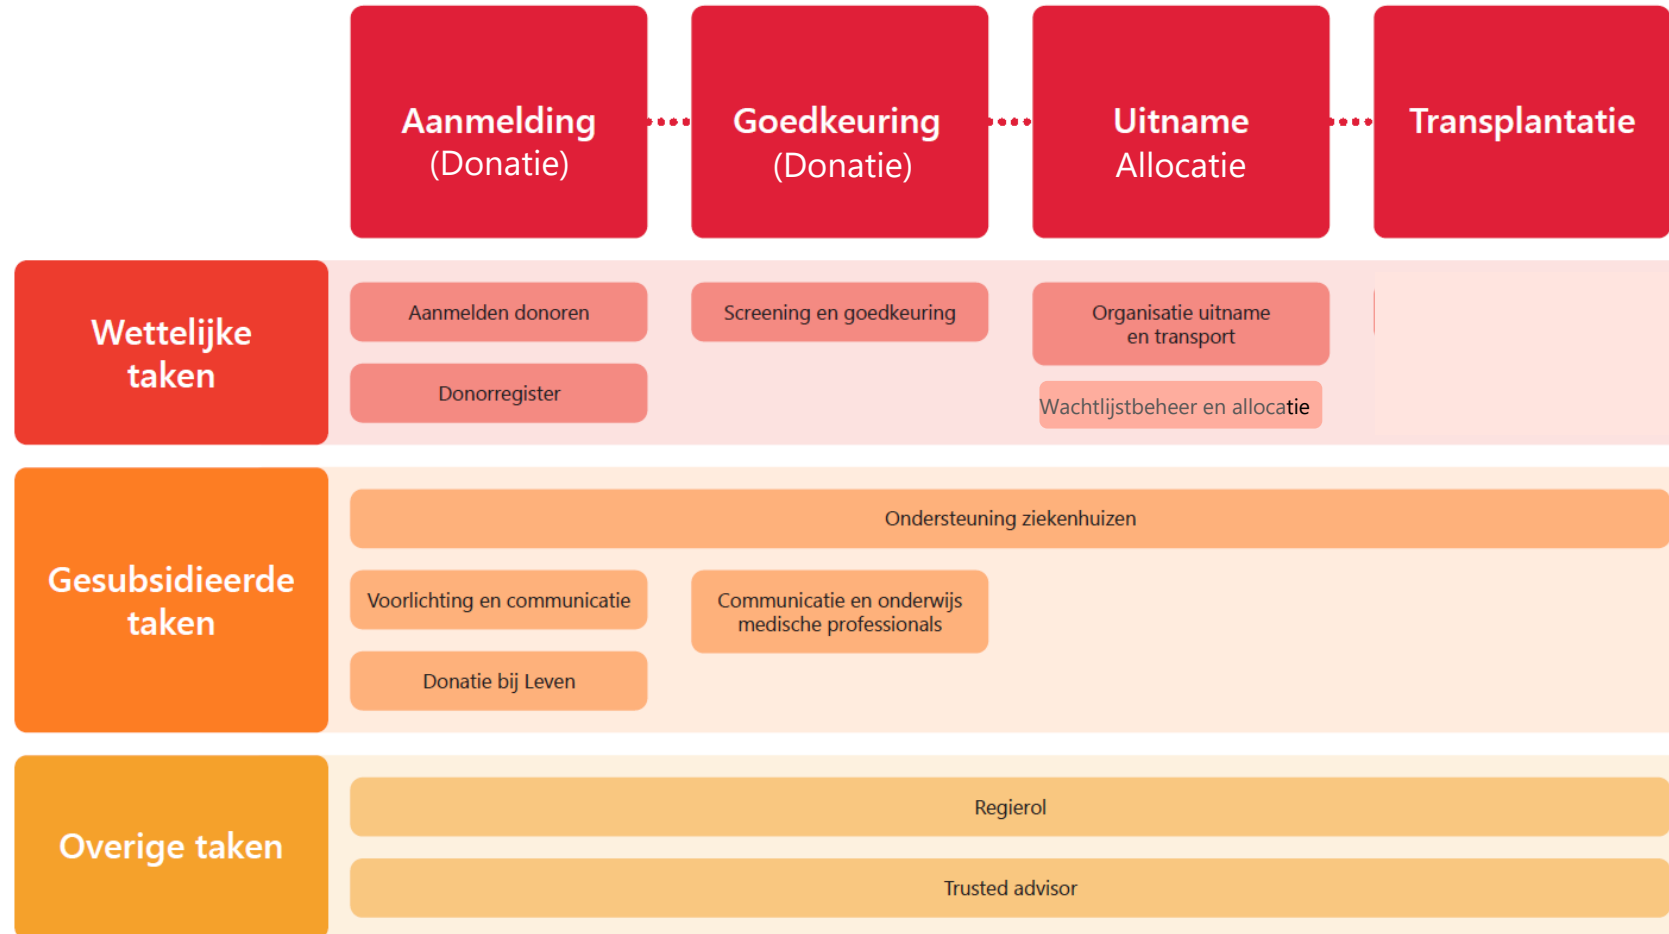 Aanmelding
(Donatie)
Goedkeuring
(Donatie)
Uitname
Allocatie
Transplantatie
Wettelijke
taken
Aanmelden donoren
Donorregister
Screening en goedkeuring
Organisatie uitname
en transport
Wachtlijstbeheer en allocatie
Gesubsidieerde
taken
Ondersteuning ziekenhuizen
Voorlichting en communicatie
Donatie bij Leven
Communicatie en onderwijs
medische professionals
Overige taken
Regierol
Trusted advisor